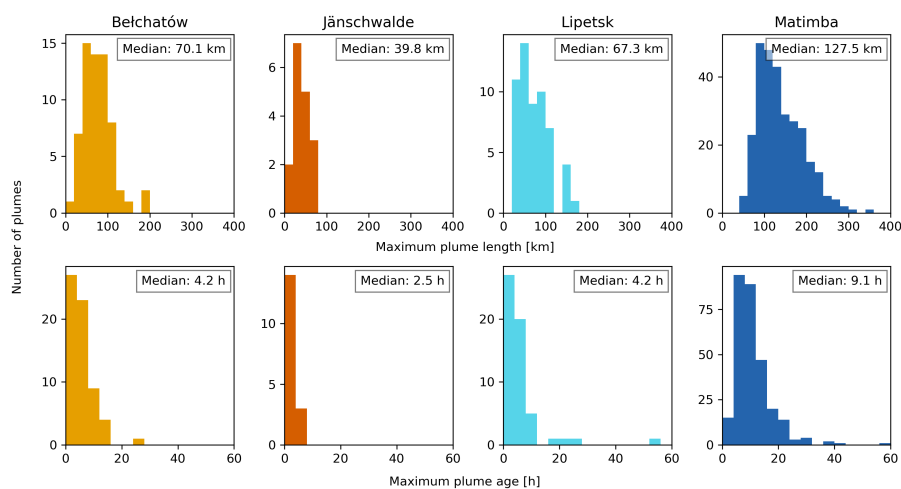 Bełchatów Jänschwalde Lipetsk Matimba
Median: 70.1 km Median: 39.8 km Median: 67.3 km Median: 127.5 km
15 6 10 40
10 4 5 20
5 2 0 0
0 0
0 100 200 300 400 0 100 200 300 400 0 100 200 300 400 0 100 200 300 400
Maximum plume length [km]
Number of plumes
Median: 4.2 h Median: 2.5 h Median: 4.2 h Median: 9.1 h
20 10 20 75
10 5 10 50
0 0 0 25
0
0 20 40 60 0 20 40 60 0 20 40 60 0 20 40 60
Maximum plume age [h]